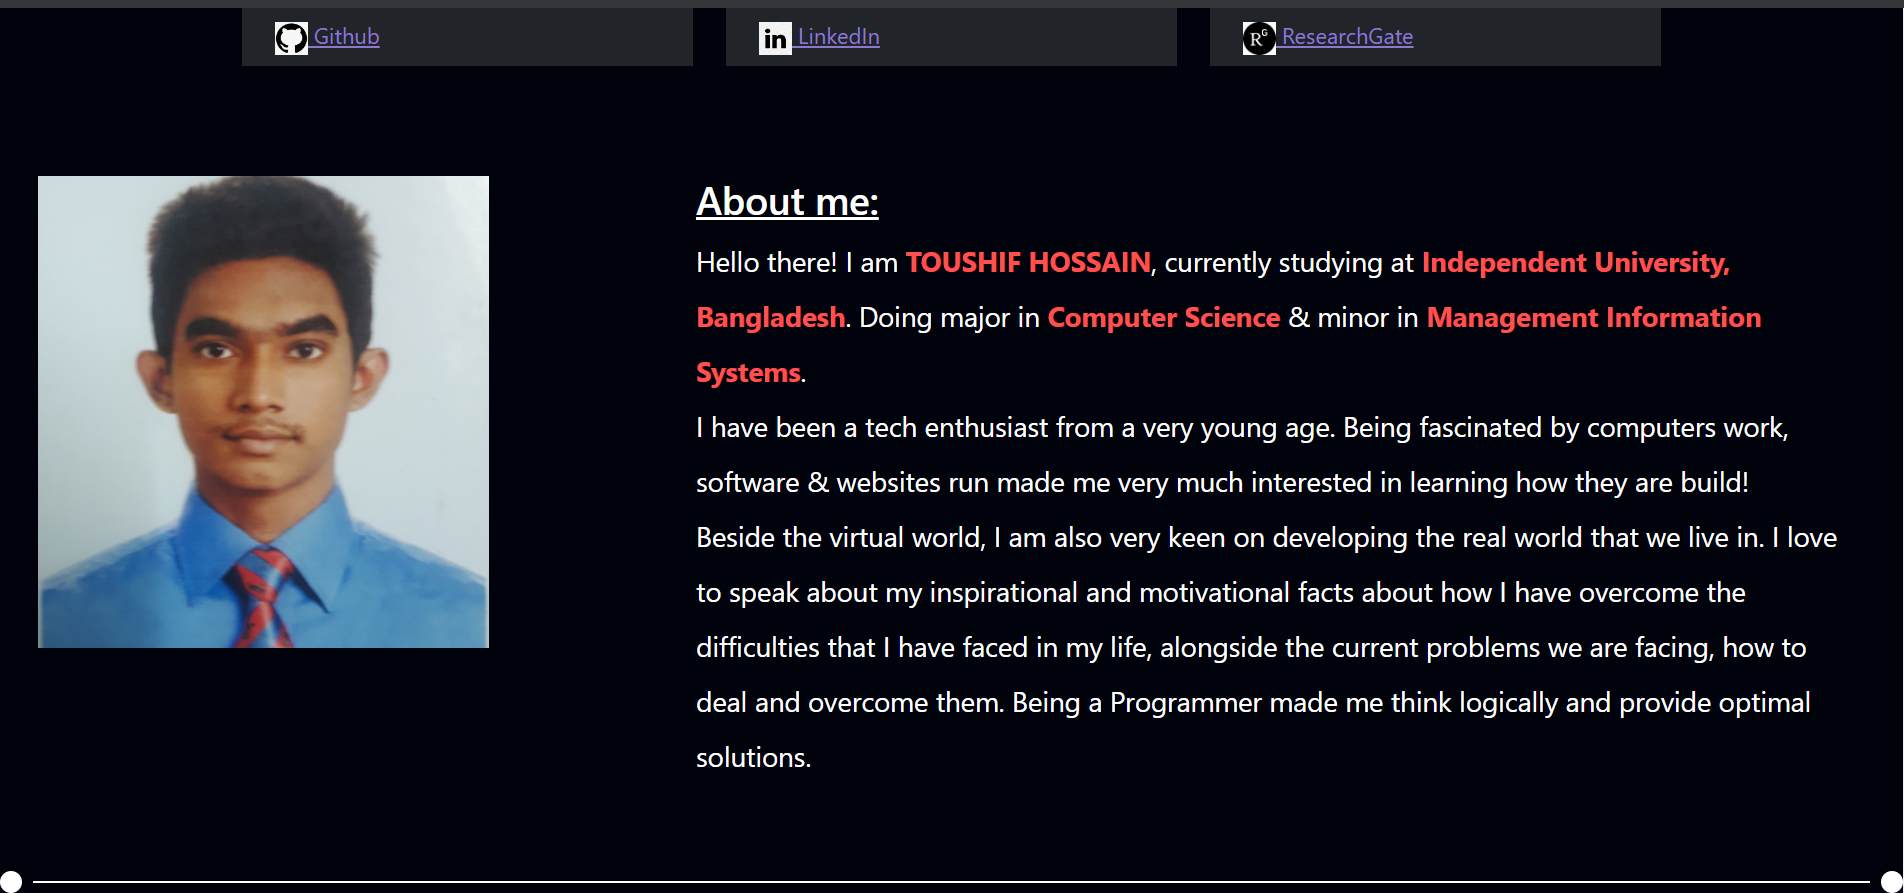 Github
LinkedIn
RG ResearchGate
About me:
Hello there! I am TOUSHIF HOSSAIN, currently studying at Independent University,
Bangladesh. Doing major in Computer Science & minor in Management Information
Systems.
I have been a tech enthusiast from a very young age. Being fascinated by computers work,
software & websites run made me very much interested in learning how they are build!
Beside the virtual world, I am also very keen on developing the real world that we live in. I love
to speak about my inspirational and motivational facts about how I have overcome the
difficulties that I have faced in my life, alongside the current problems we are facing, how to
deal and overcome them. Being a Programmer made me think logically and provide optimal
solutions.